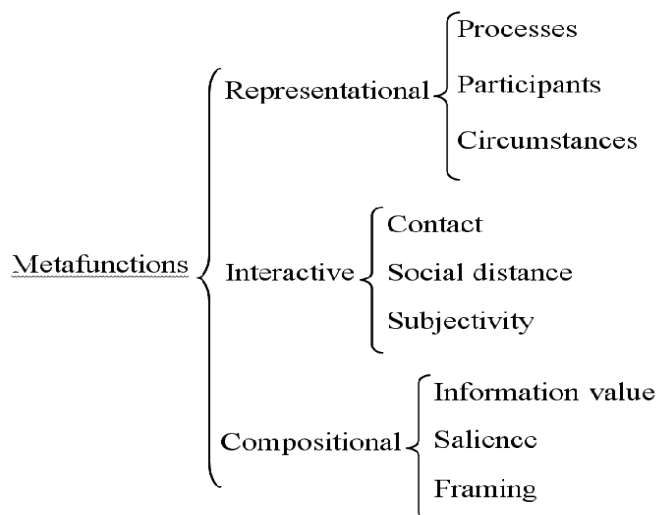 Processes
Representational
Participants
Circumstances
Contact
Metafunctions
Interactive
Social distance
Subjectivity
Information value
Compositional
Salience
Framing